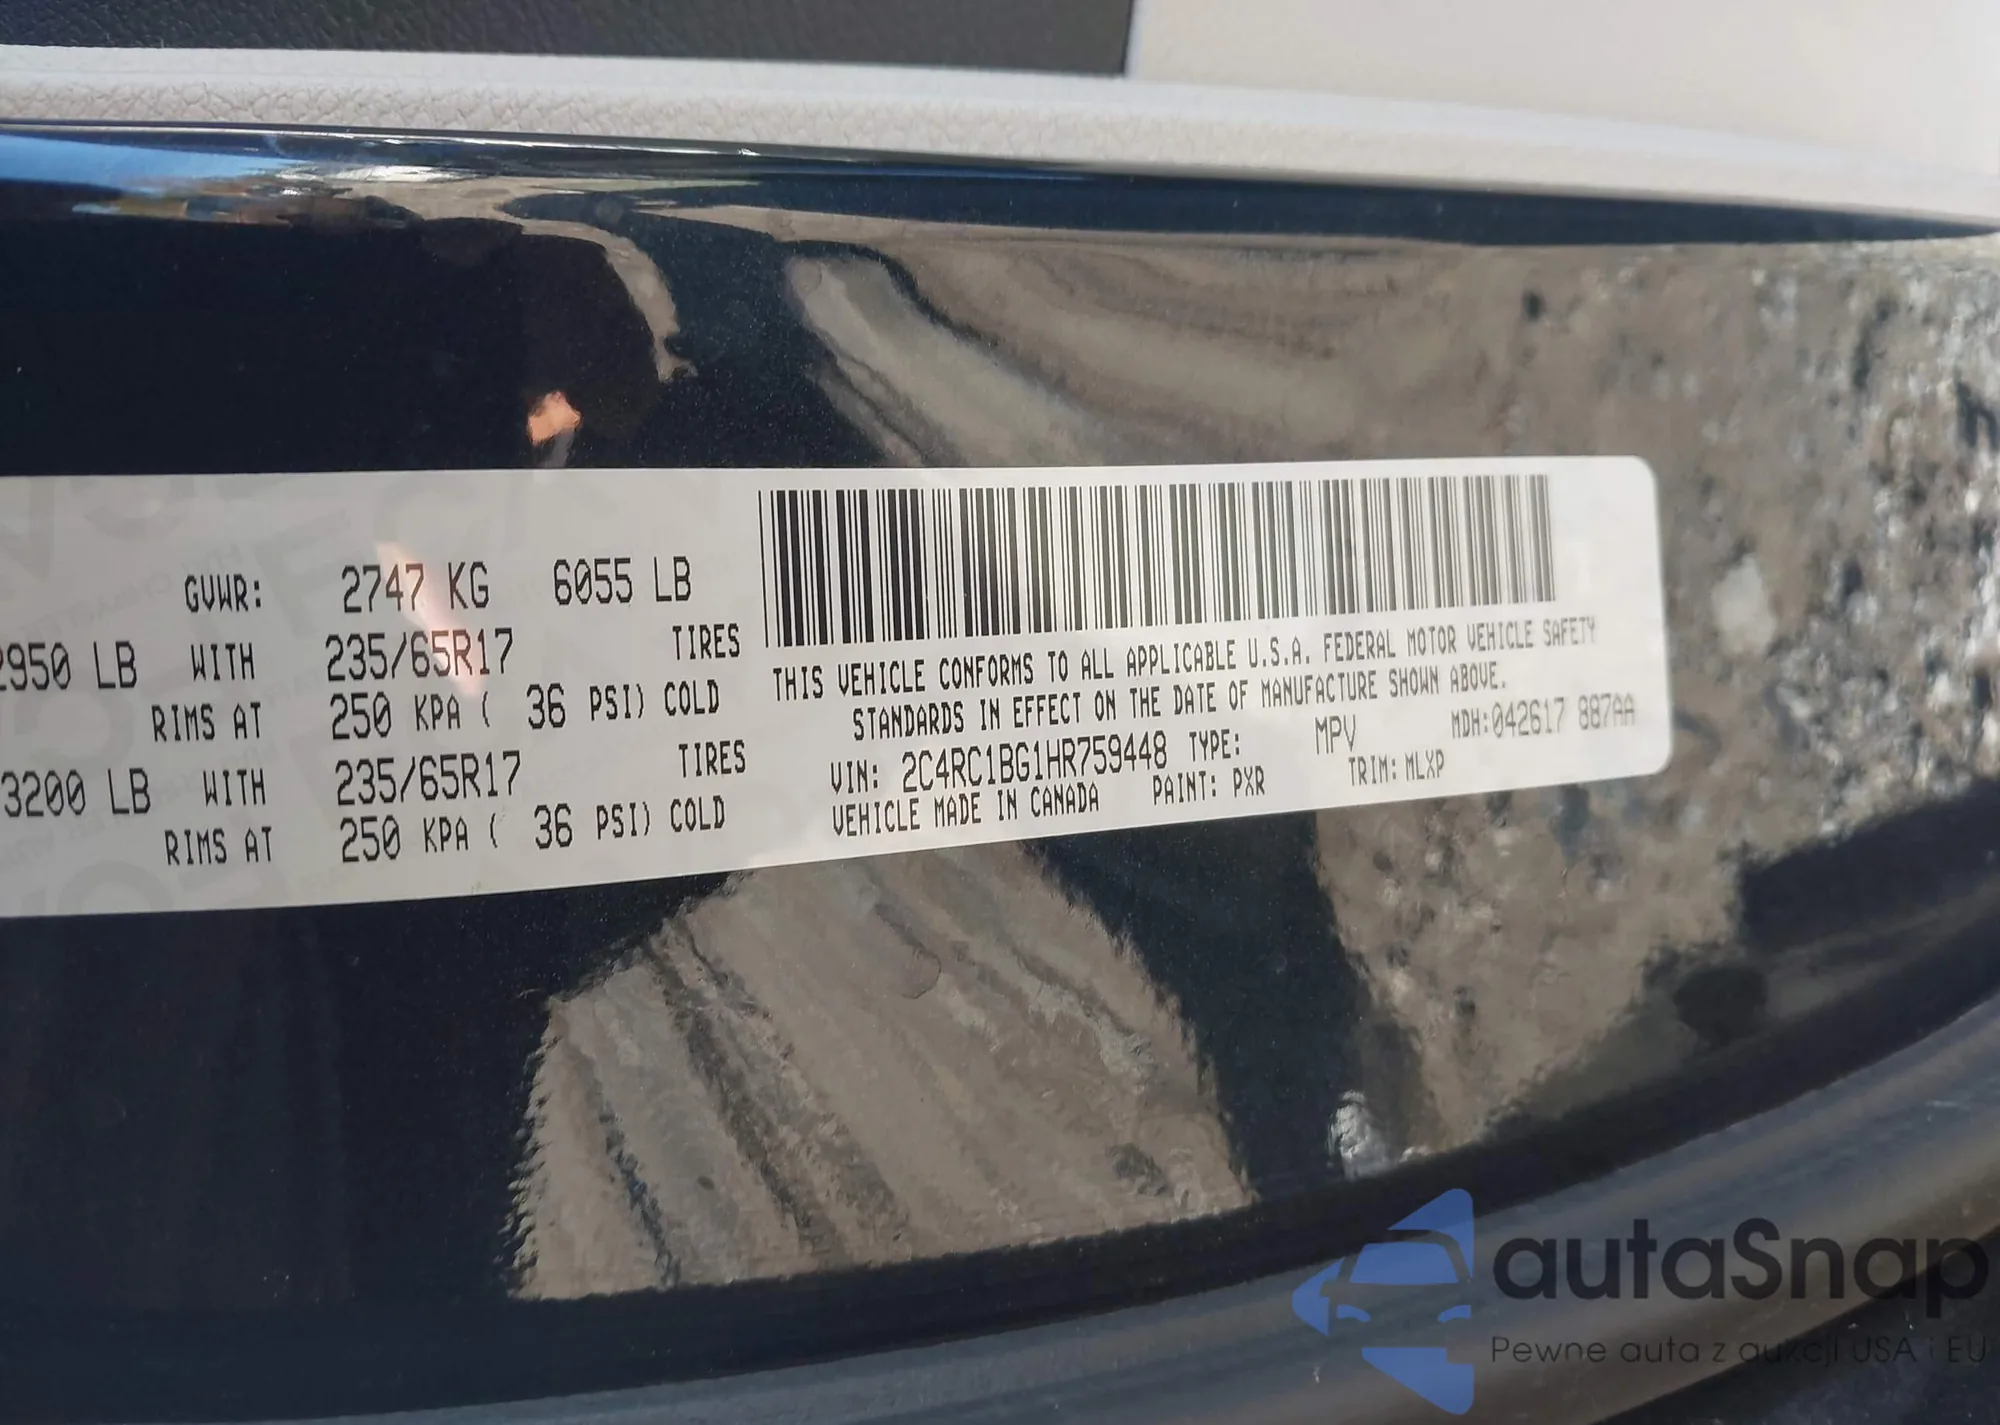 GVWR: 2747 KG 6055 LB
2950 LB WITH 235/65R17 TIRES
RIMS AT 250 KPA ( 36 PSI) COLD
3200 LB WITH 235/65R17 TIRES
RIMS AT 250 KPA ( 36 PSI) COLD
THIS VEHICLE CONFORMS TO ALL APPLICABLE U.S.A. FEDERAL MOTOR VEHICLE SAFETY
STANDARDS IN EFFECT ON THE DATE OF MANUFACTURE SHOWN ABOVE.
VIN: 2C4RC1BG1HR759448 TYPE: MPV MDH:042617 887AA
VEHICLE MADE IN CANADA PAINT: PXR TRIM: MLXP
autaSnap
Pewne auta z aukcji USA i EU